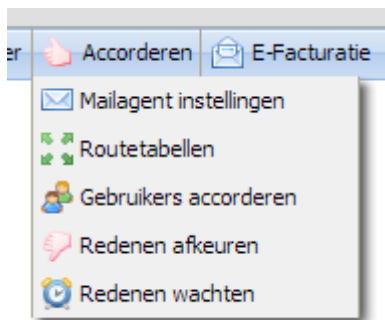 er Accorderen E-Facturatie
Mailagent instellingen
Routetabellen
Gebruikers accorderen
Redenen afkeuren
Redenen wachten